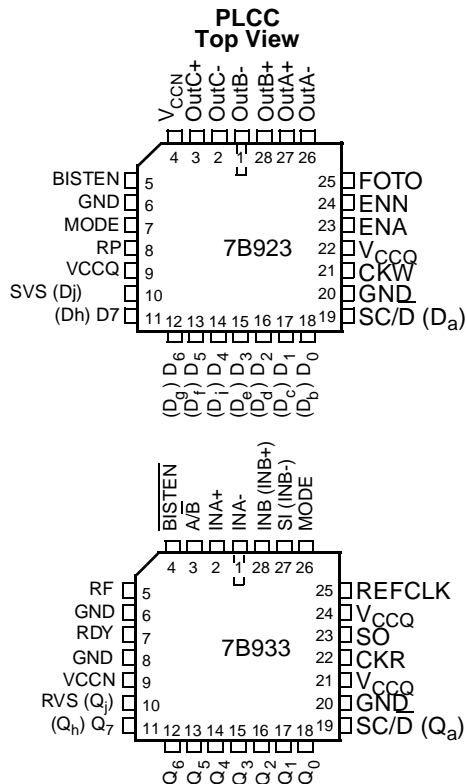 PLCC
Top View
VCCN OutC+ OutC- OutB- OutB+ OutA+ OutA-
4 3 2 1 28 27 26
BISTEN 5 25 FOTO
GND 6 24 ENN
MODE 7 23 ENA
RP 8 7B923 22 VCCQ
VCCQ 9 21 CKW
SVS (Dj) 10 20 GND
(Dh) D7 11 19 SC/D̅ (Da)
12 13 14 15 16 17 18
(Dg) D6 (Df) D5 (Di) D4 (De) D3 (Dd) D2 (Dc) D1 (Db) D0
BISTEN A/B INA+ INA- INB (INB+) SI (INB-) MODE
4 3 2 1 28 27 26
RF 5 25 REFCLK
GND 6 24 VCCQ
RDY 7 23 SO
GND 8 7B933 22 CKR
VCCN 9 21 VCCQ
RVS (Qj) 10 20 GND
(Qh) Q7 11 19 SC/D̅ (Qa)
12 13 14 15 16 17 18
Q6 Q5 Q4 Q3 Q2 Q1 Q0